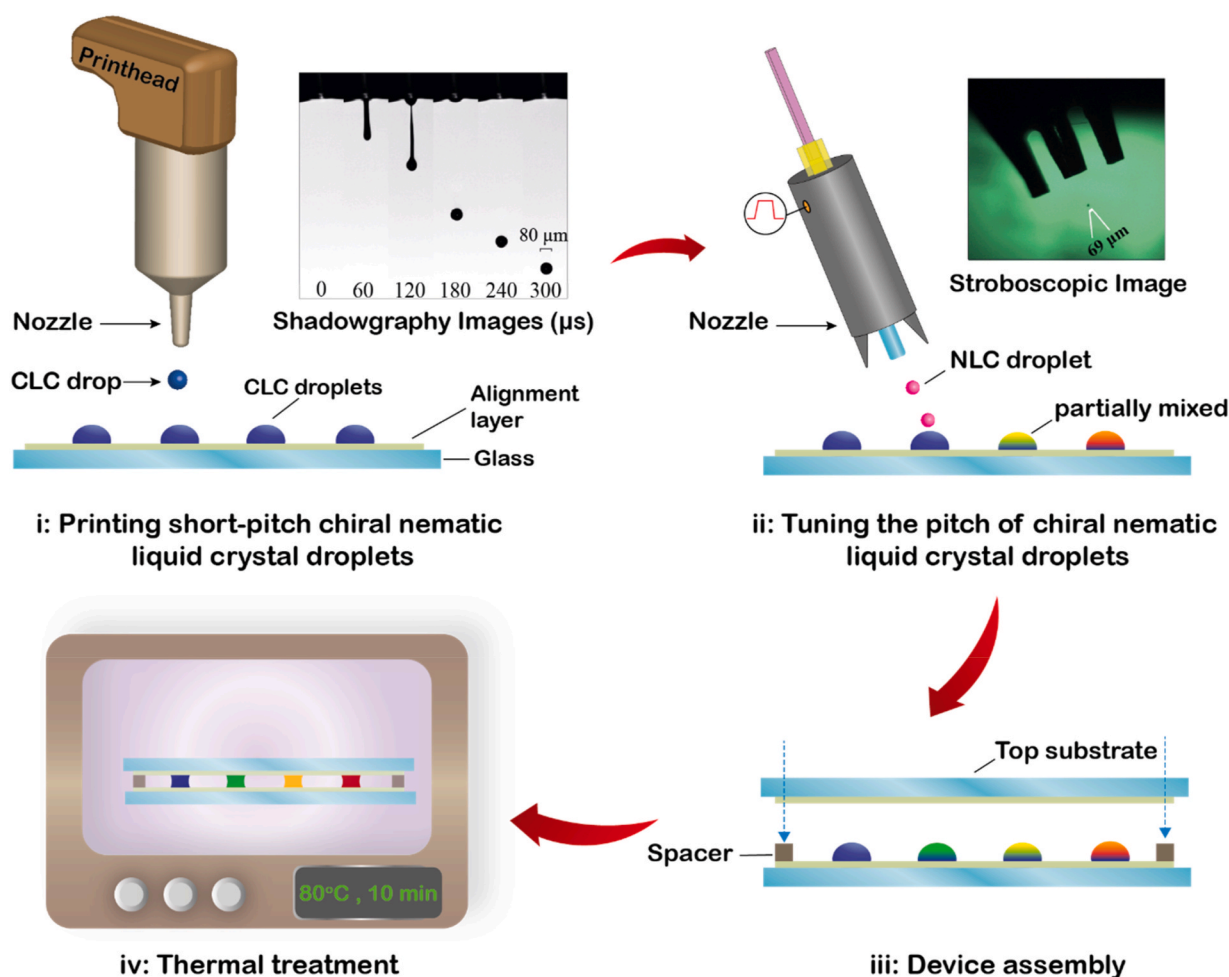 Printhead
80 μm
0 60 120 180 240 300
Shadowgraphy Images (μs)
Nozzle
CLC drop
CLC droplets
Alignment
layer
Glass
i: Printing short-pitch chiral nematic
liquid crystal droplets
69 μm
Stroboscopic Image
Nozzle
NLC droplet
partially mixed
ii: Tuning the pitch of chiral nematic
liquid crystal droplets
Top substrate
Spacer
iii: Device assembly
80°C , 10 min
iv: Thermal treatment